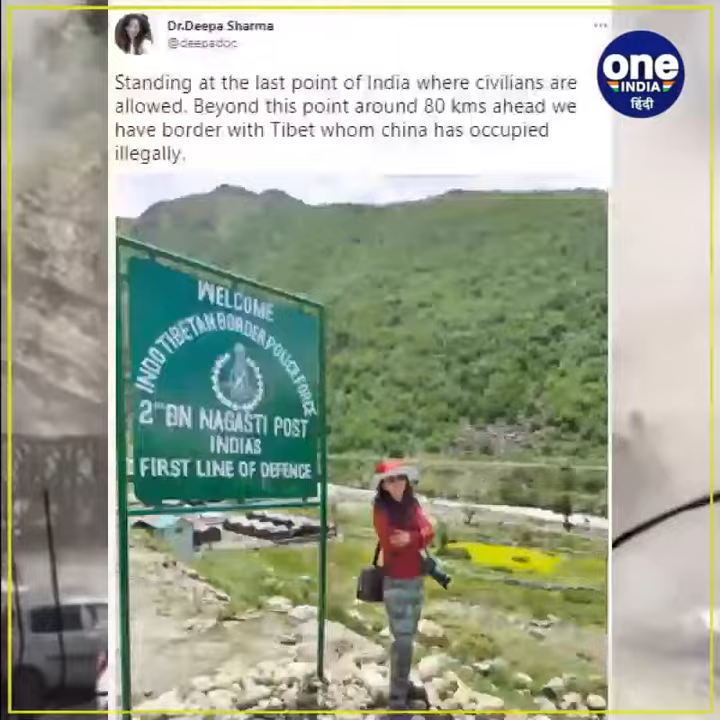 Dr.Deepa Sharma
@deepadoc
one
INDIA
हिंदी
Standing at the last point of India where civilians are
allowed. Beyond this point around 80 kms ahead we
have border with Tibet whom china has occupied
illegally.
WELCOME
INDO TIBETAN BORDER POLICE FORCE
2ND BN NAGASTI POST
INDIAS
FIRST LINE OF DEFENCE